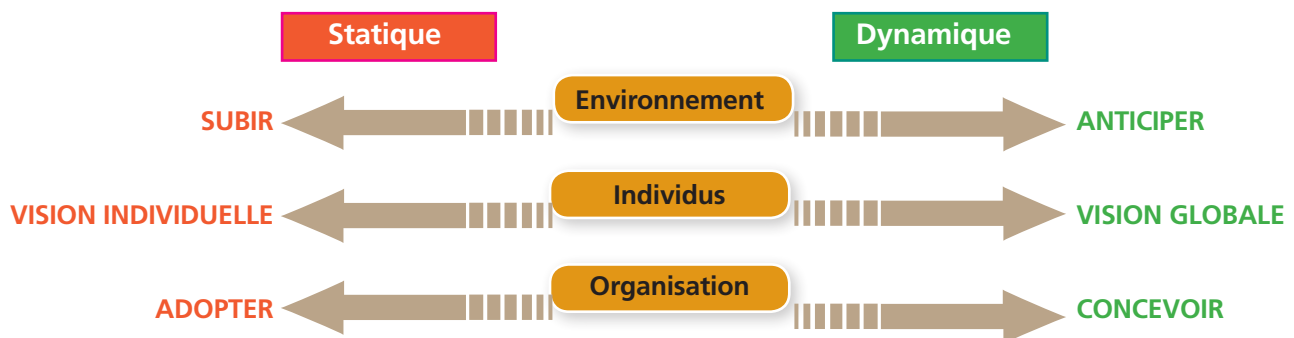 Statique
Dynamique
Environnement
SUBIR
ANTICIPER
Individus
VISION INDIVIDUELLE
VISION GLOBALE
Organisation
ADOPTER
CONCEVOIR